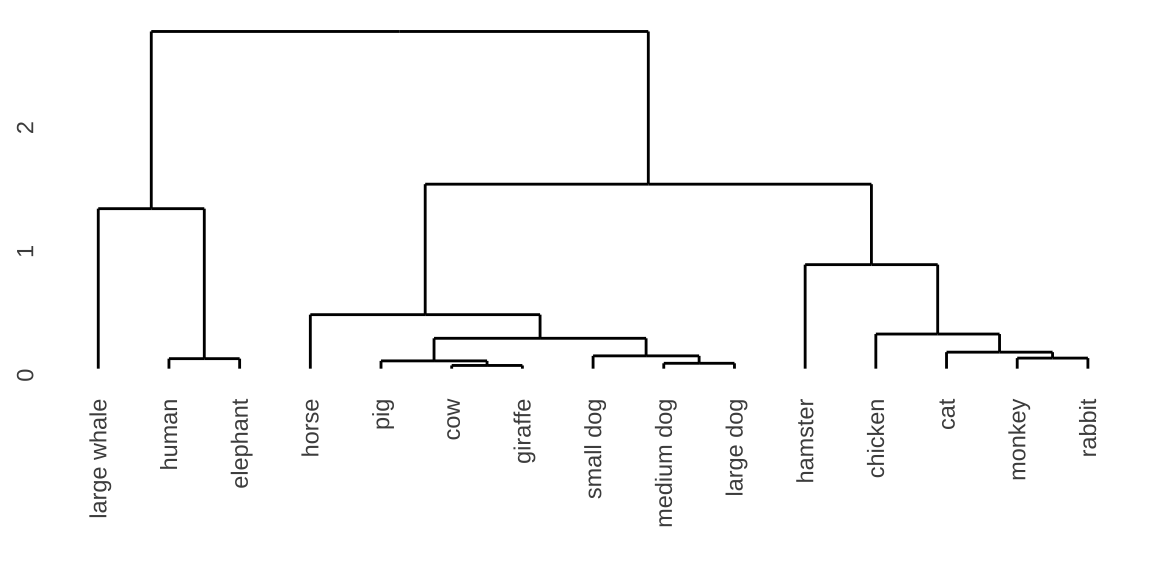 2
1
0
large whale
human
elephant
horse
pig
cow
giraffe
small dog
medium dog
large dog
hamster
chicken
cat
monkey
rabbit